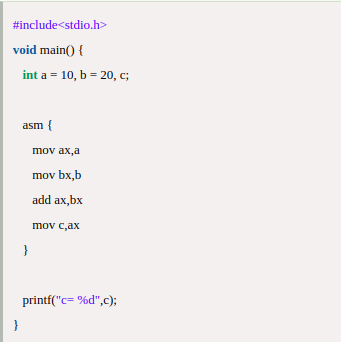 #include<stdio.h>
void main() {
int a = 10, b = 20, c;
asm {
mov ax,a
mov bx,b
add ax,bx
mov c,ax
}
printf("c= %d",c);
}